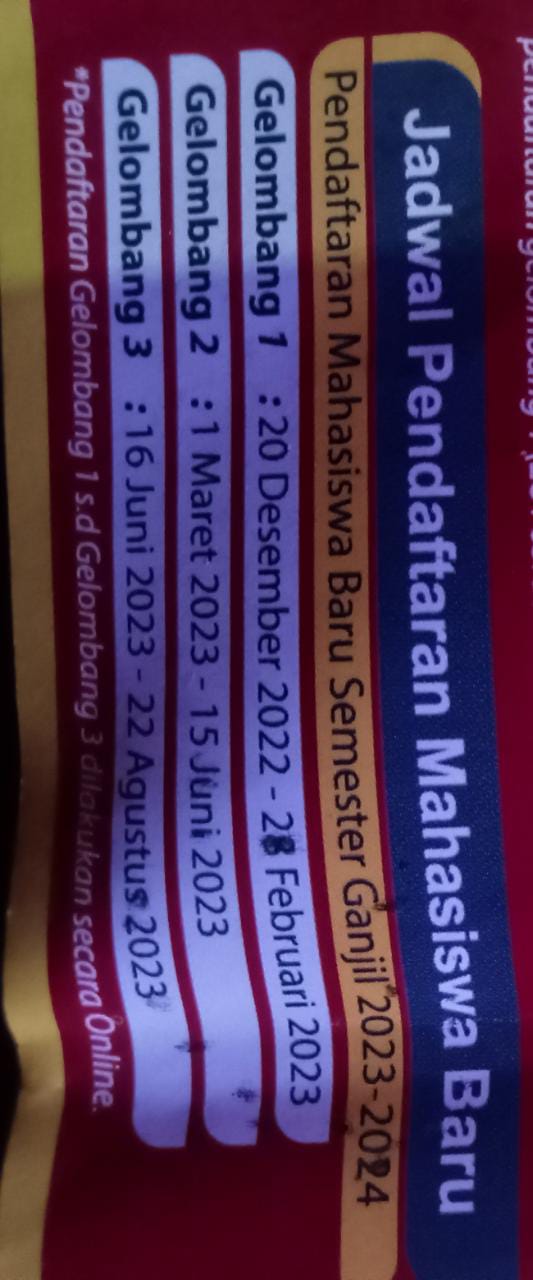 Jadwal Pendaftaran Mahasiswa Baru
Pendaftaran Mahasiswa Baru Semester Ganjil 2023-2024
Gelombang 1 : 20 Desember 2022 - 28 Februari 2023
Gelombang 2 : 1 Maret 2023 - 15 Juni 2023
Gelombang 3 : 16 Juni 2023 - 22 Agustus 2023
*Pendaftaran Gelombang 1 s.d Gelombang 3 dilakukan secara Online.